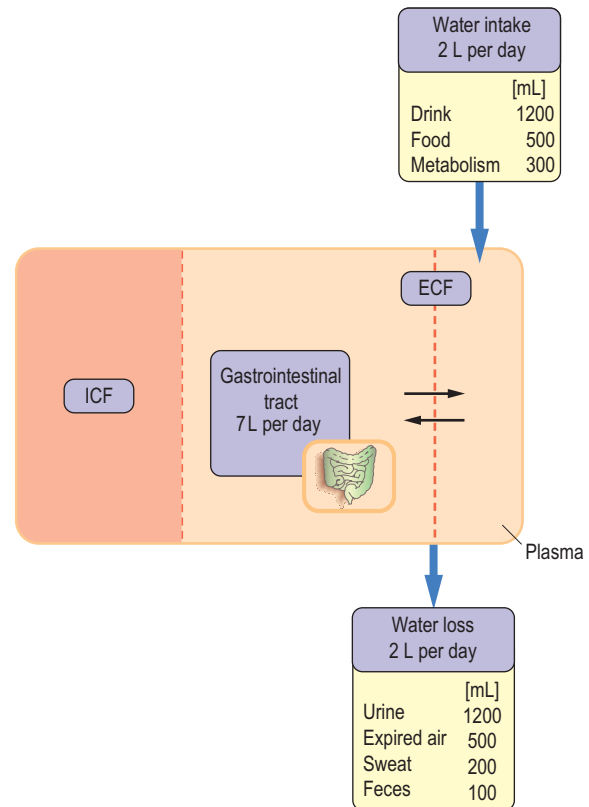 Water intake
2 L per day
[mL]
Drink 1200
Food 500
Metabolism 300
ECF
ICF
Gastrointestinal
tract
7 L per day
Plasma
Water loss
2 L per day
[mL]
Urine 1200
Expired air 500
Sweat 200
Feces 100